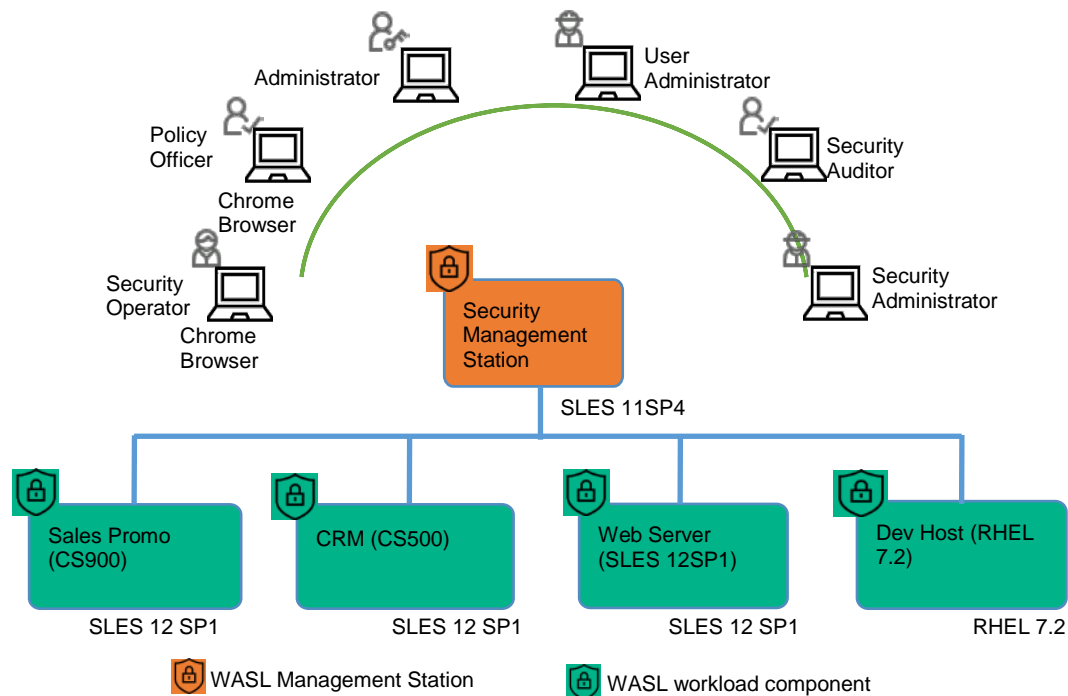 Administrator
User
Administrator
Policy
Officer
Security
Auditor
Chrome
Browser
Security
Operator
Security
Administrator
Chrome
Browser
Security
Management
Station
SLES 11SP4
Sales Promo
(CS900)
CRM (CS500)
Web Server
(SLES 12SP1)
Dev Host (RHEL
7.2)
SLES 12 SP1
SLES 12 SP1
SLES 12 SP1
RHEL 7.2
WASL Management Station
WASL workload component